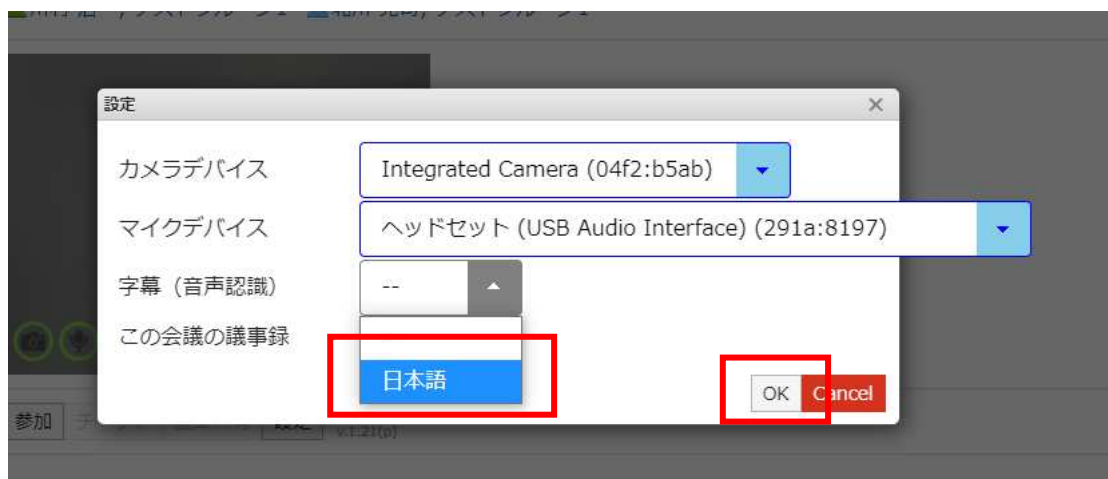 設定
カメラデバイス Integrated Camera (04f2:b5ab)
マイクデバイス ヘッドセット (USB Audio Interface) (291a:8197)
字幕（音声認識） --
この会議の議事録
日本語
OK Cancel
参加 設定 v.1.21(p)